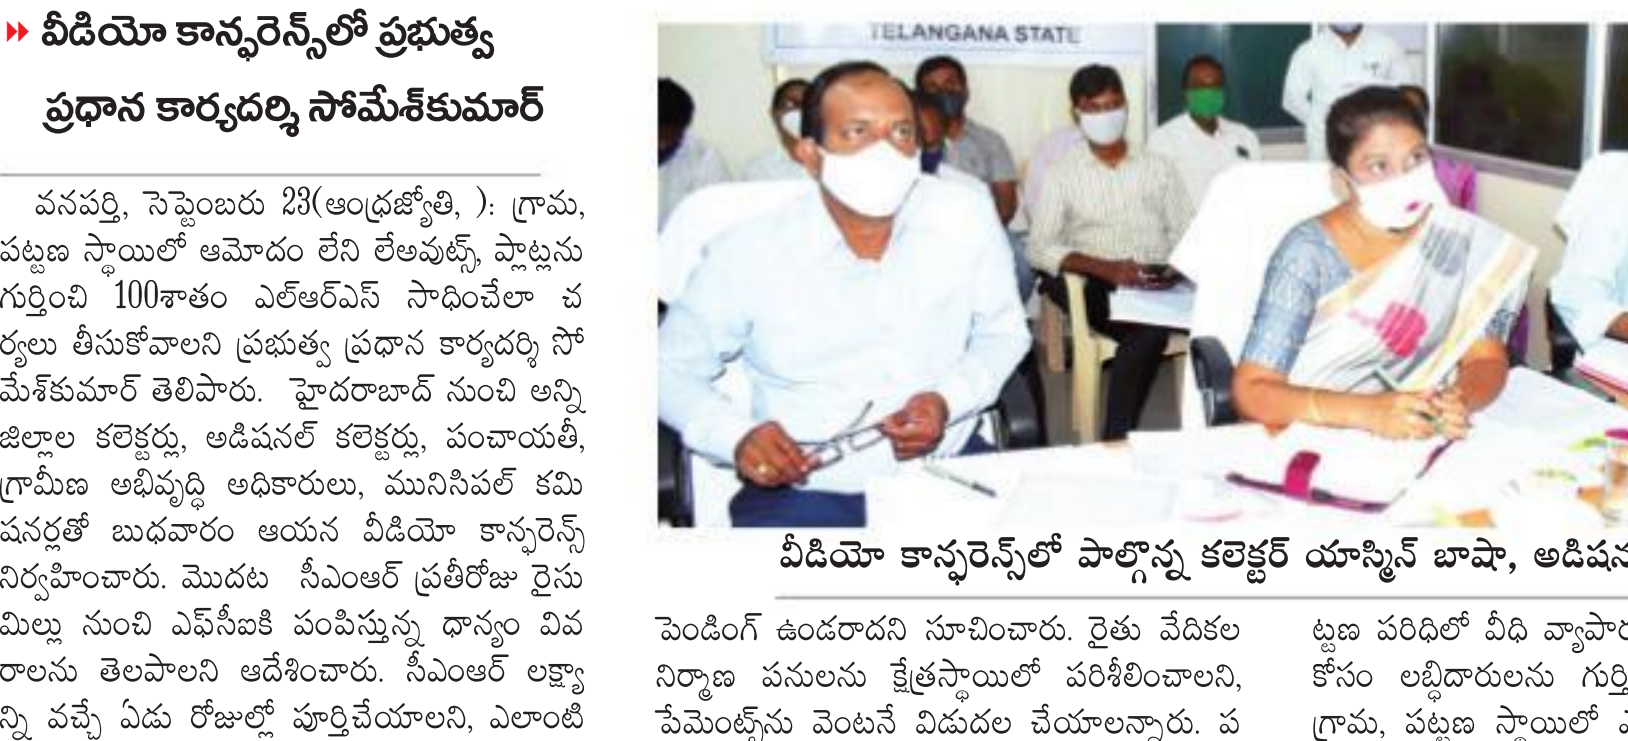 వీడియో కాన్ఫరెన్స్‌లో ప్రభుత్వ
ప్రధాన కార్యదర్శి సోమేశ్‌కుమార్
వనపర్తి, సెప్టెంబరు 23(ఆంధ్రజ్యోతి, ): గ్రామ,
పట్టణ స్థాయిలో ఆమోదం లేని లేఅవుట్స్, ప్లాట్లను
గుర్తించి 100శాతం ఎల్ఆర్ఎస్ సాధించేలా చ
ర్యలు తీసుకోవాలని ప్రభుత్వ ప్రధాన కార్యదర్శి సో
మేశ్‌కుమార్ తెలిపారు. హైదరాబాద్ నుంచి అన్ని
జిల్లాల కలెక్టర్లు, అడిషనల్ కలెక్టర్లు, పంచాయతీ,
గ్రామీణ అభివృద్ధి అధికారులు, మునిసిపల్ కమి
షనర్లతో బుధవారం ఆయన వీడియో కాన్ఫరెన్స్
నిర్వహించారు. మొదట సీఎంఆర్ ప్రతీరోజు రైసు
మిల్లు నుంచి ఎఫ్‌సీఐకి పంపిస్తున్న ధాన్యం వివ
రాలను తెలపాలని ఆదేశించారు. సీఎంఆర్ లక్ష్యా
న్ని వచ్చే ఏడు రోజుల్లో పూర్తిచేయాలని, ఎలాంటి
TELANGANA STATE
వీడియో కాన్ఫరెన్స్‌లో పాల్గొన్న కలెక్టర్ యాస్మిన్ బాషా, అడిషన
పెండింగ్ ఉండరాదని సూచించారు. రైతు వేదికల
నిర్మాణ పనులను క్షేత్రస్థాయిలో పరిశీలించాలని,
పేమెంట్స్‌ను వెంటనే విడుదల చేయాలన్నారు. ప
ట్టణ పరిధిలో వీధి వ్యాపార
కోసం లబ్ధిదారులను గుర్తి
గ్రామ, పట్టణ స్థాయిలో